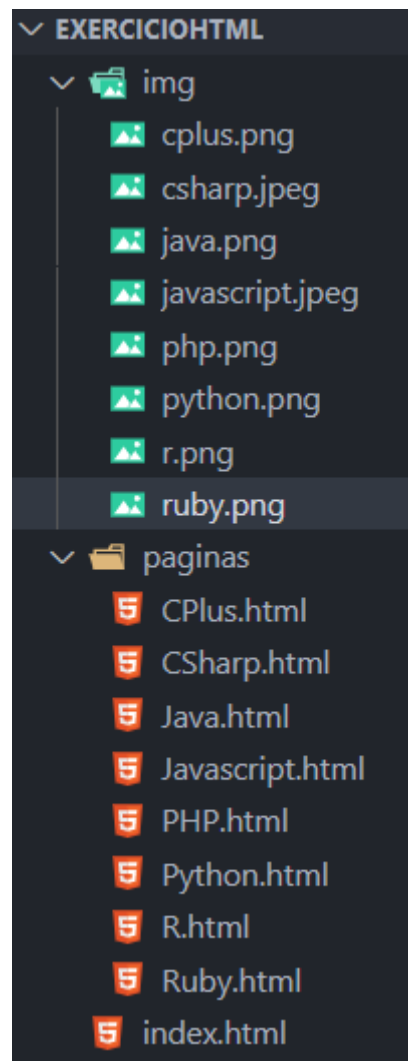 EXERCICIOHTML
img
cplus.png
csharp.jpeg
java.png
javascript.jpeg
php.png
python.png
r.png
ruby.png
paginas
CPlus.html
CSharp.html
Java.html
Javascript.html
PHP.html
Python.html
R.html
Ruby.html
index.html